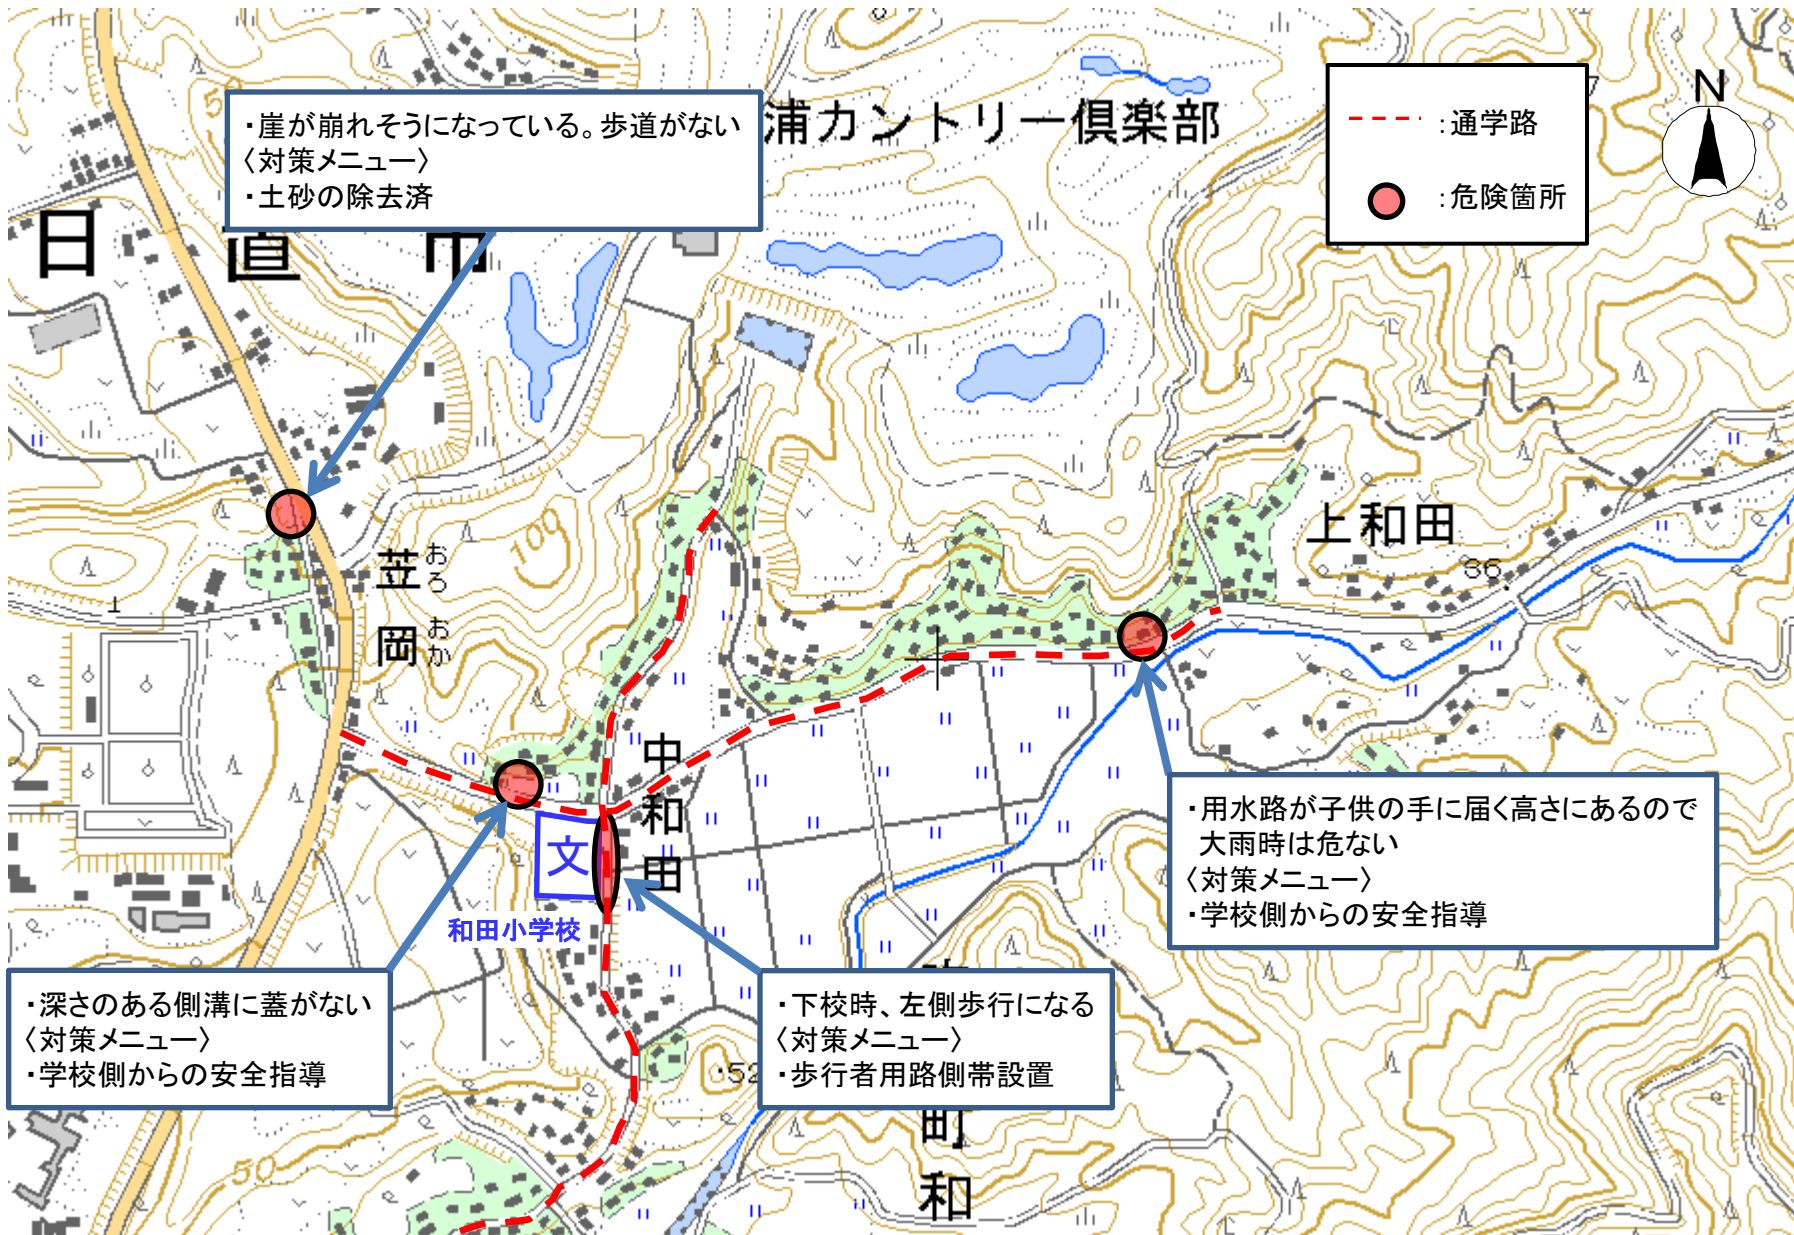 ・崖が崩れそうになっている。歩道がない
〈対策メニュー〉
・土砂の除去済
浦カントリー倶楽部
:通学路
:危険箇所
N
日置市
50
笠岡
おろ
おか
100
上和田
86
1
中和田
文
和田小学校
・用水路が子供の手に届く高さにあるので
大雨時は危ない
〈対策メニュー〉
・学校側からの安全指導
・深さのある側溝に蓋がない
〈対策メニュー〉
・学校側からの安全指導
・下校時、左側歩行になる
〈対策メニュー〉
・歩行者用路側帯設置
・52
50
町和